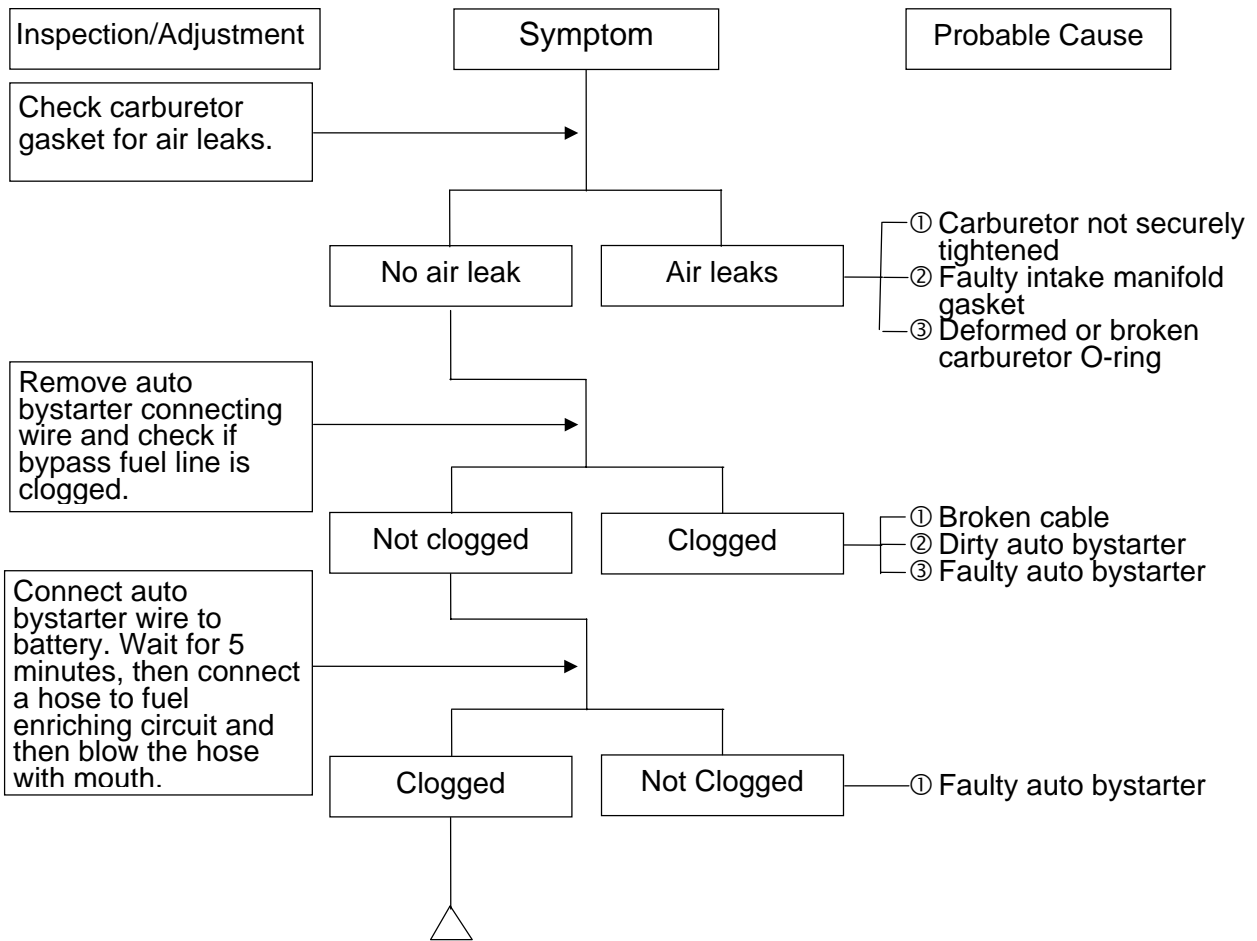 Inspection/Adjustment
Symptom
Probable Cause
Check carburetor
gasket for air leaks.
No air leak
Air leaks
① Carburetor not securely
tightened
② Faulty intake manifold
gasket
③ Deformed or broken
carburetor O-ring
Remove auto
bystarter connecting
wire and check if
bypass fuel line is
clogged.
Not clogged
Clogged
① Broken cable
② Dirty auto bystarter
③ Faulty auto bystarter
Connect auto
bystarter wire to
battery. Wait for 5
minutes, then connect
a hose to fuel
enriching circuit and
then blow the hose
with mouth.
Clogged
Not Clogged
① Faulty auto bystarter